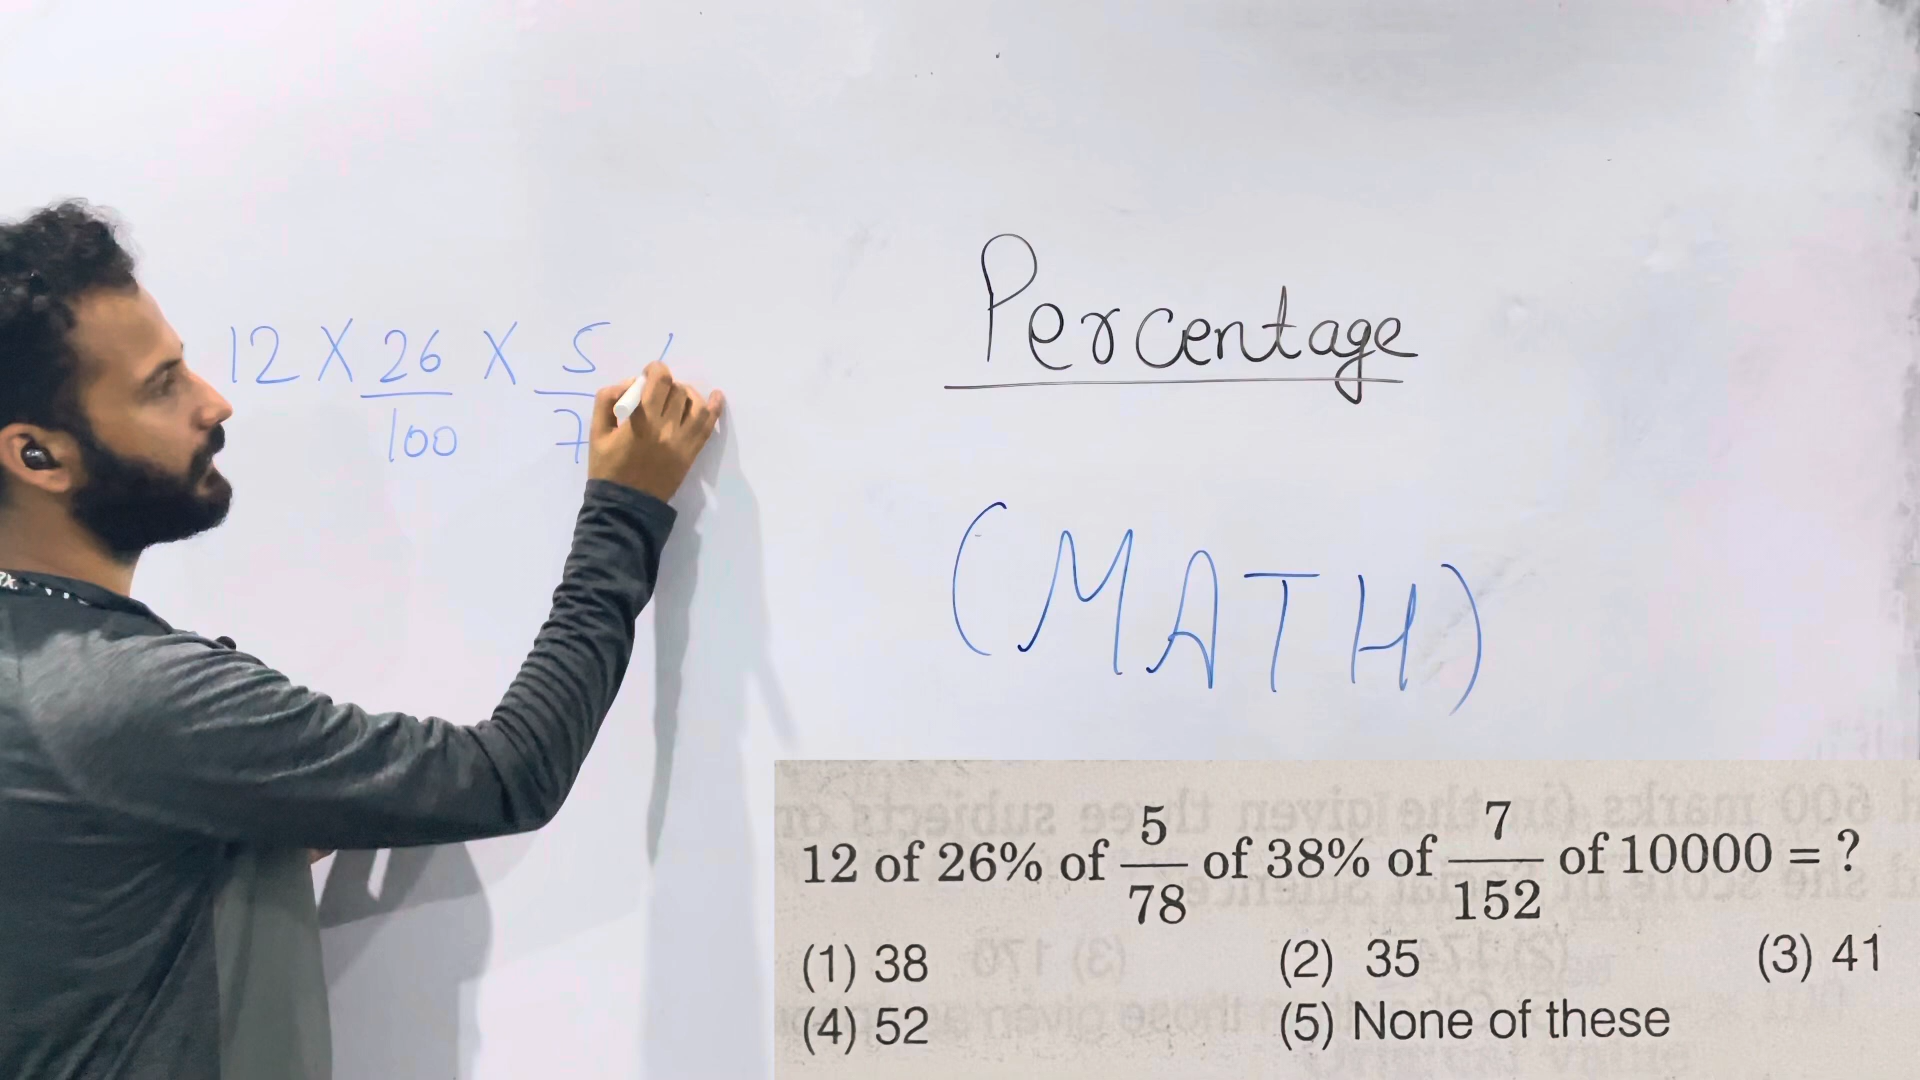 12 X 26/100 X 5/7
Percentage
(MATH)
12 of 26% of 5/78 of 38% of 7/152 of 10000 = ?
(1) 38 (2) 35 (3) 41
(4) 52 (5) None of these